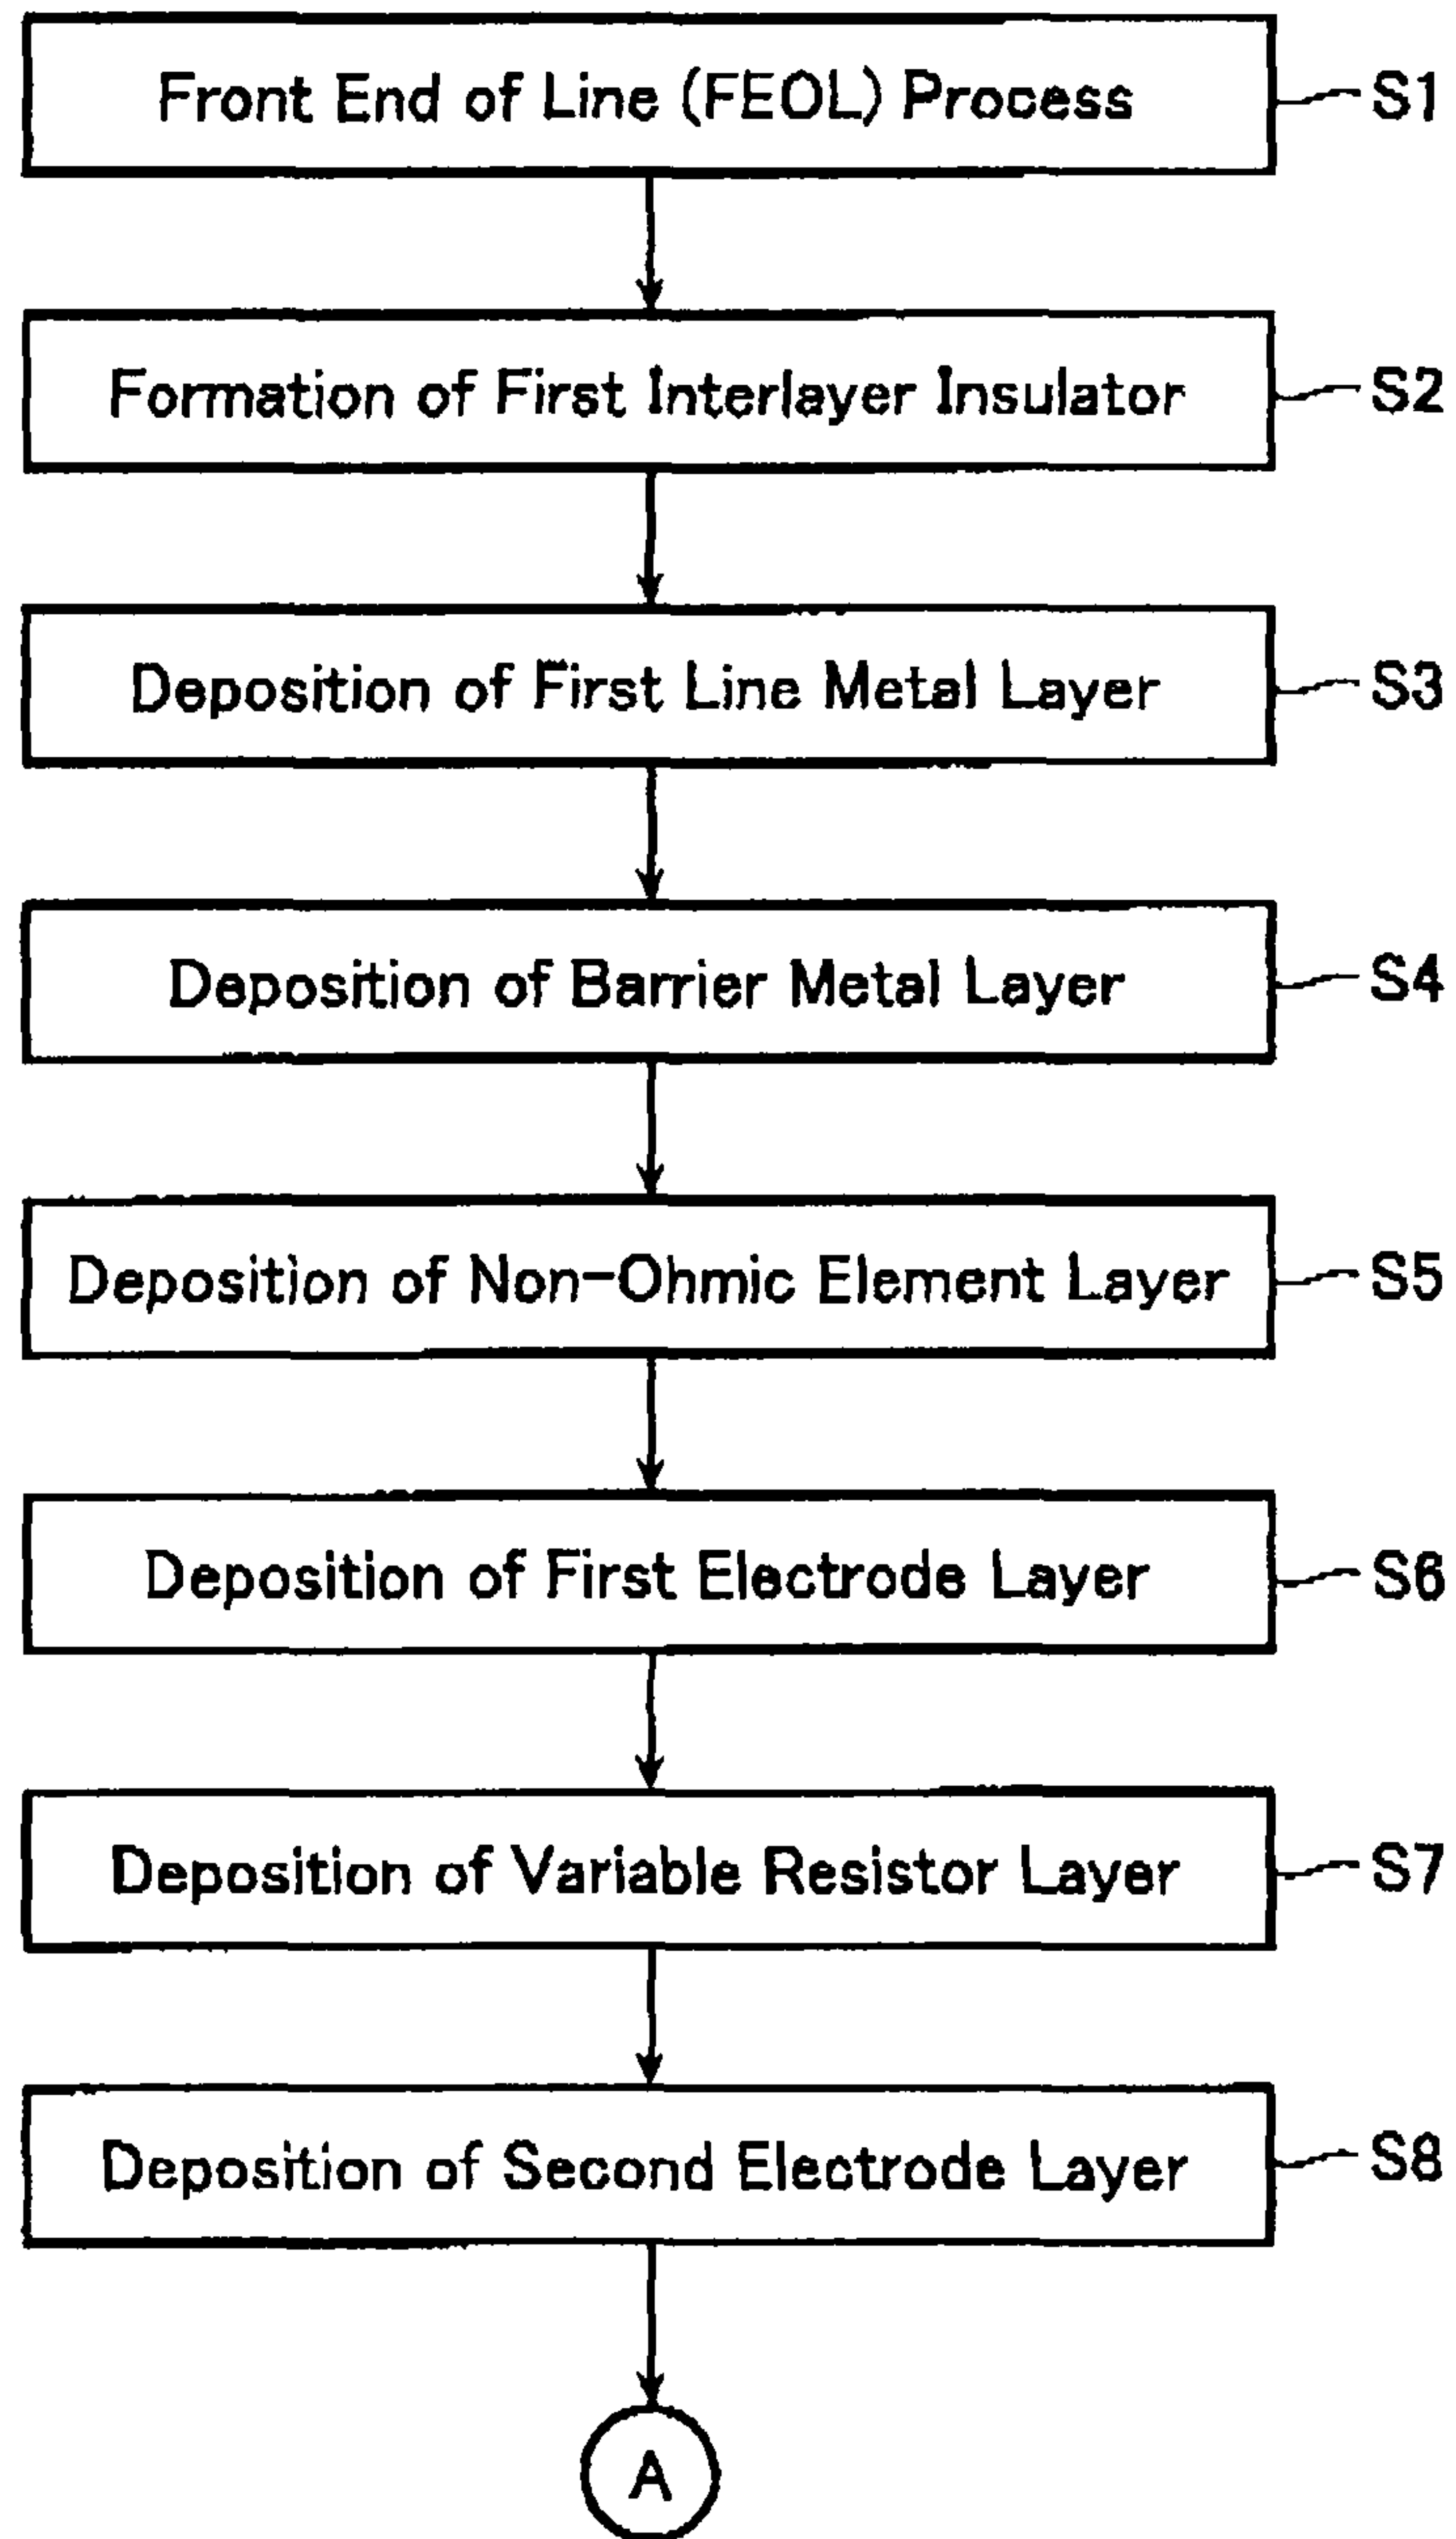 Front End of Line (FEOL) Process S1
Formation of First Interlayer Insulator S2
Deposition of First Line Metal Layer S3
Deposition of Barrier Metal Layer S4
Deposition of Non-Ohmic Element Layer S5
Deposition of First Electrode Layer S6
Deposition of Variable Resistor Layer S7
Deposition of Second Electrode Layer S8
A